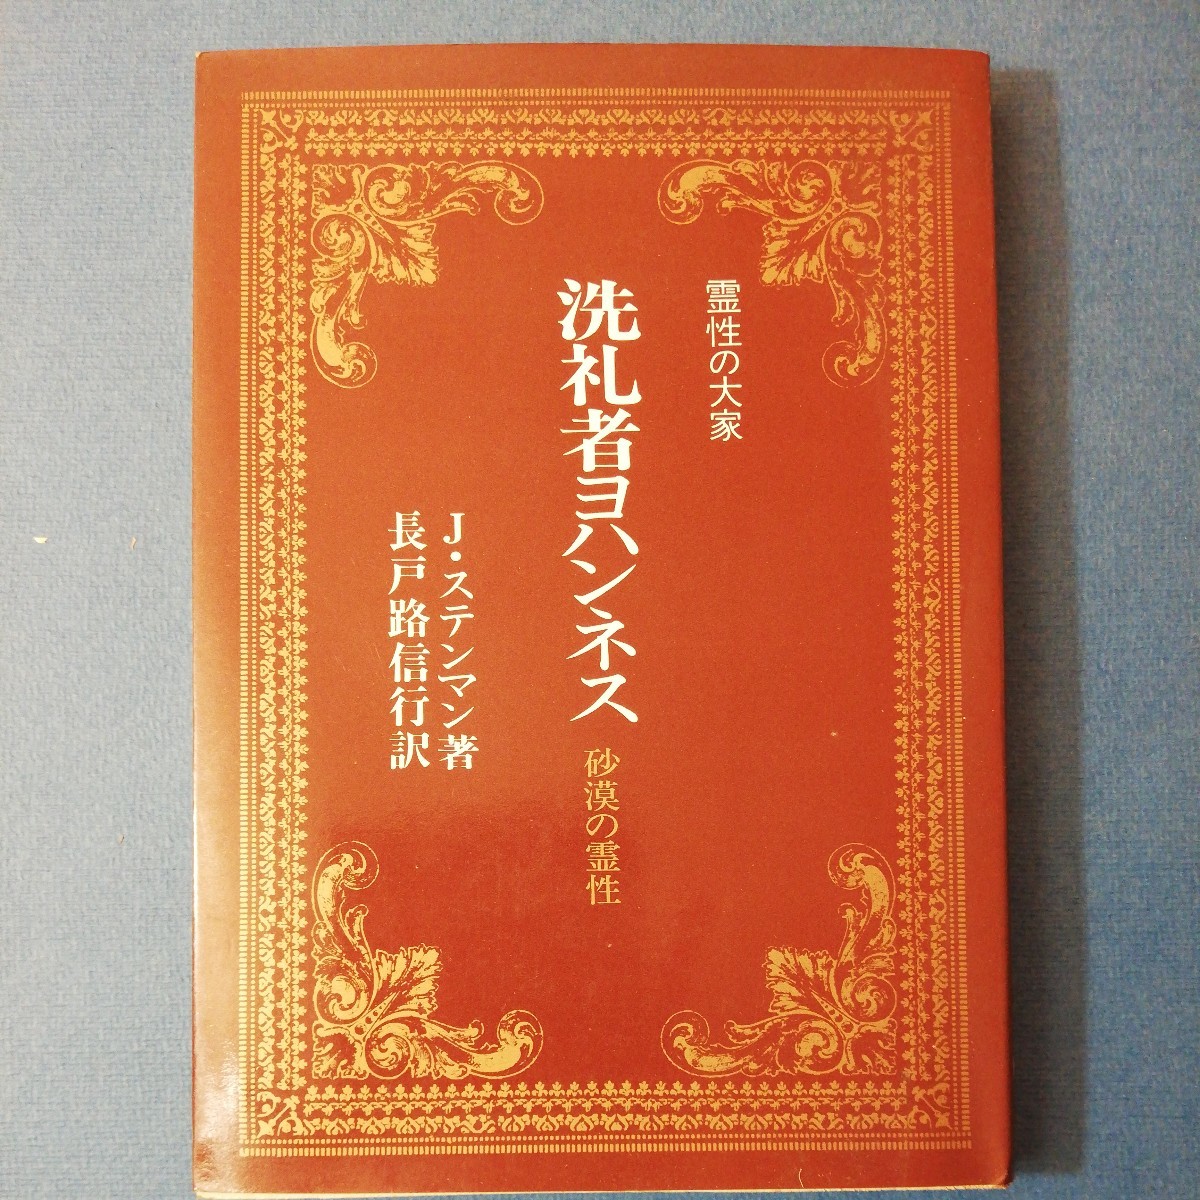 霊性の大家
洗礼者ヨハンネス
砂漠の霊性
J・ステンマン著
長戸路信行訳